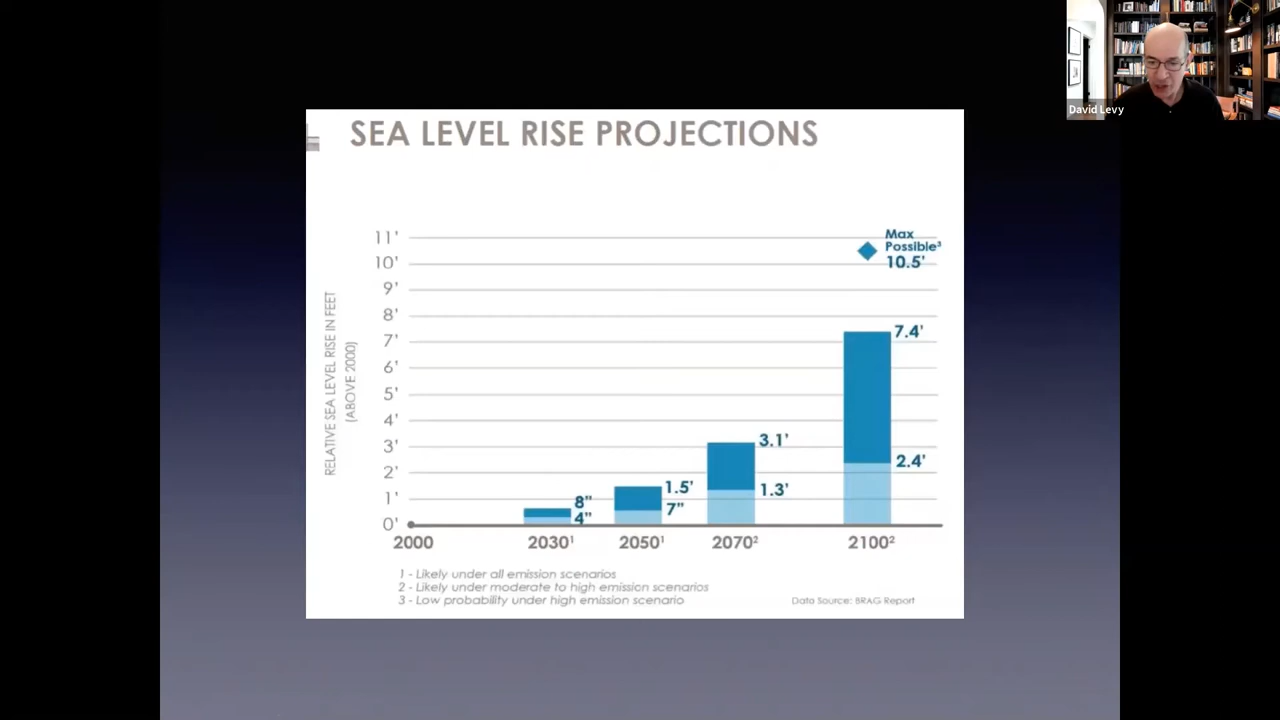 David Levy
SEA LEVEL RISE PROJECTIONS
RELATIVE SEA LEVEL RISE IN FEET
(ABOVE 2000)
11'
10'
9'
8'
7'
6'
5'
4'
3'
2'
1'
0'
Max
Possible³
10.5'
7.4'
2.4'
3.1'
1.3'
1.5'
7"
8"
4"
2000 2030¹ 2050¹ 2070² 2100²
1 - Likely under all emission scenarios
2 - Likely under moderate to high emission scenarios
3 - Low probability under high emission scenario
Data Source: BRAG Report